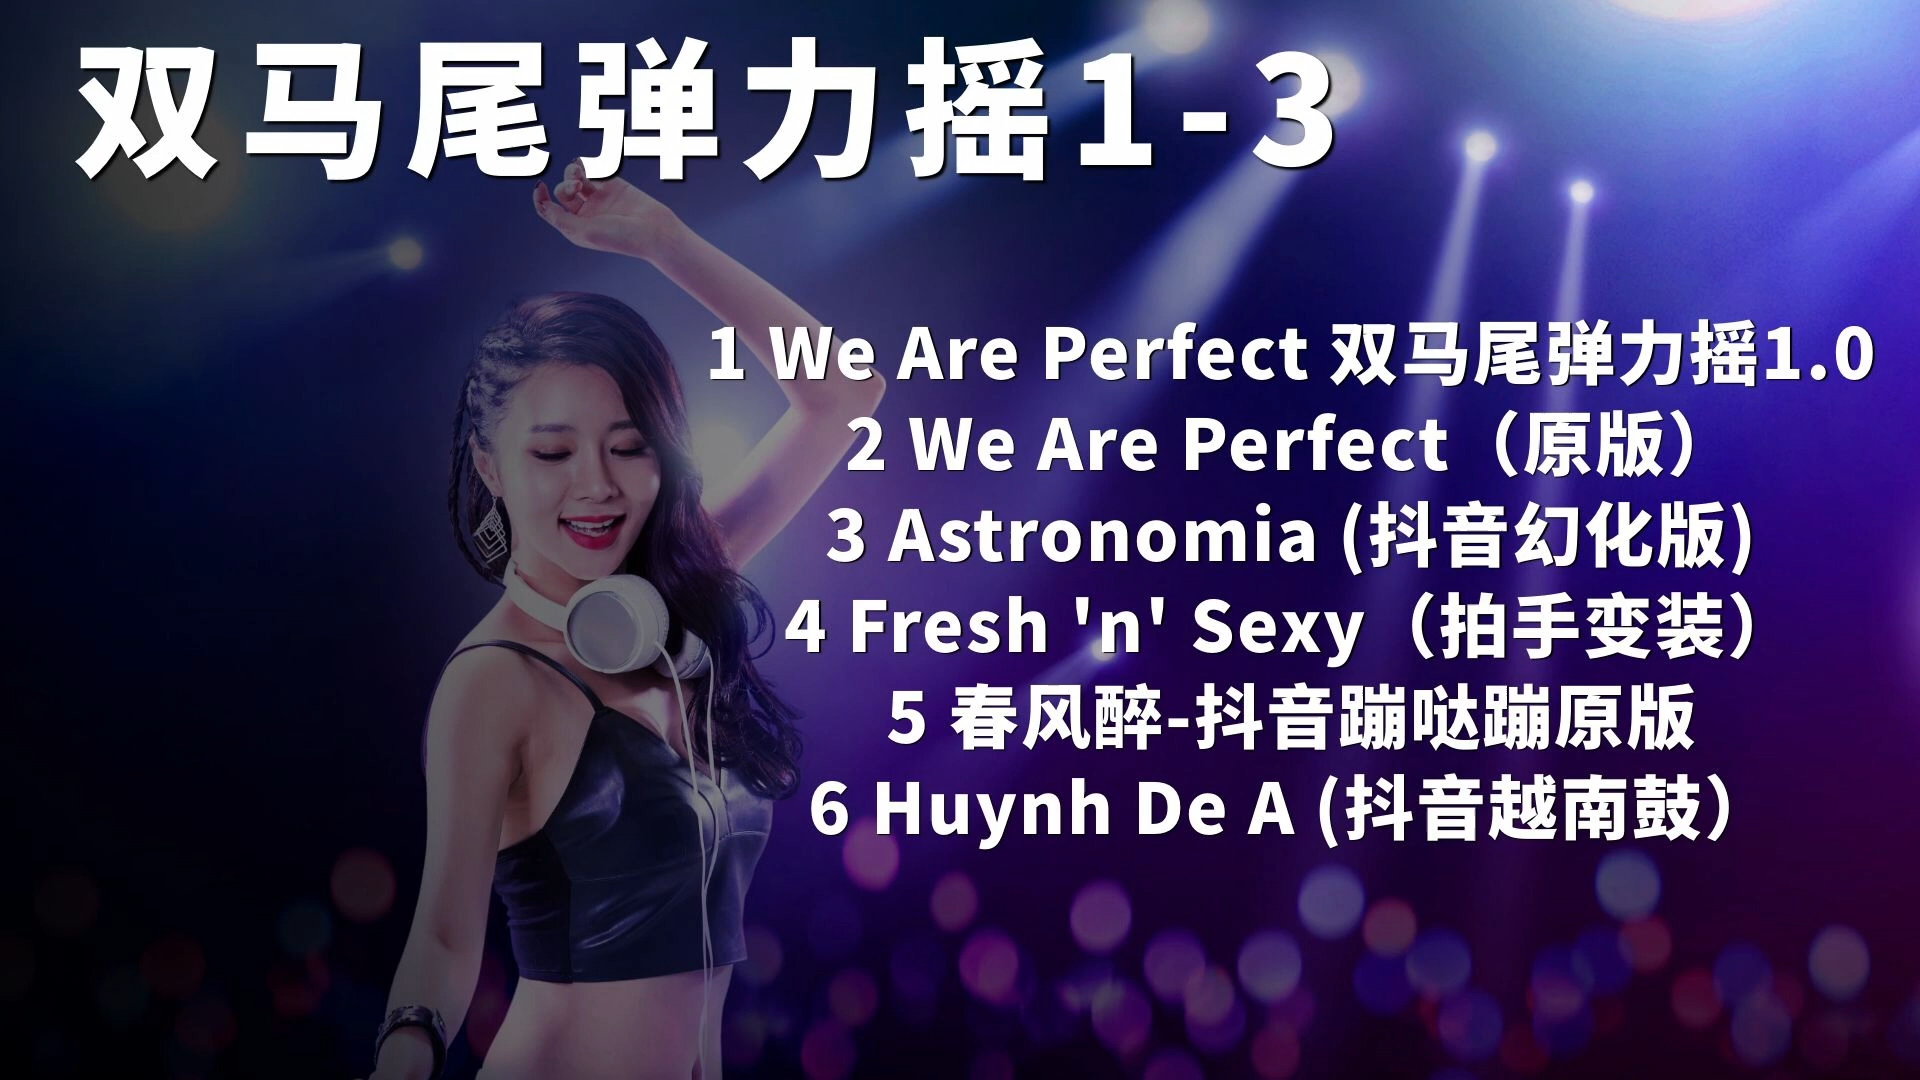 双马尾弹力摇1-3
1 We Are Perfect 双马尾弹力摇1.0
2 We Are Perfect（原版）
3 Astronomia (抖音幻化版)
4 Fresh 'n' Sexy（拍手变装）
5 春风醉-抖音蹦哒蹦原版
6 Huynh De A (抖音越南鼓）